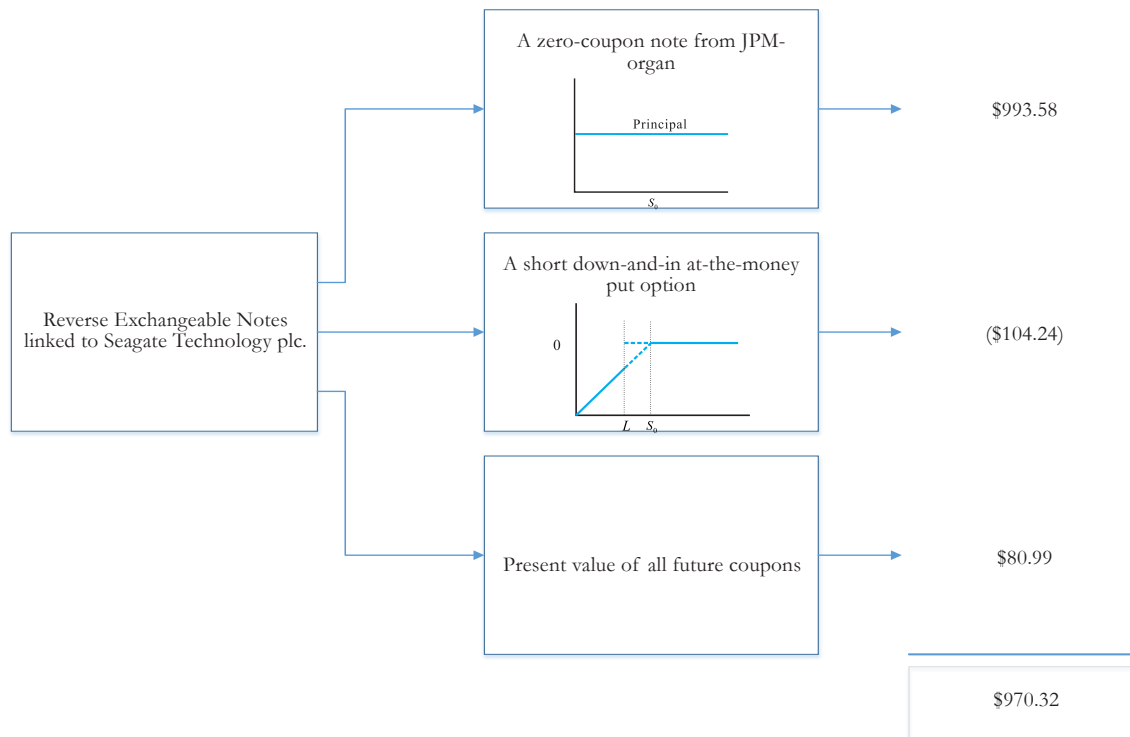 A zero-coupon note from JPM-
organ
Principal
S₀
$993.58
Reverse Exchangeable Notes
linked to Seagate Technology plc.
A short down-and-in at-the-money
put option
0
L S₀
($104.24)
Present value of all future coupons
$80.99
$970.32